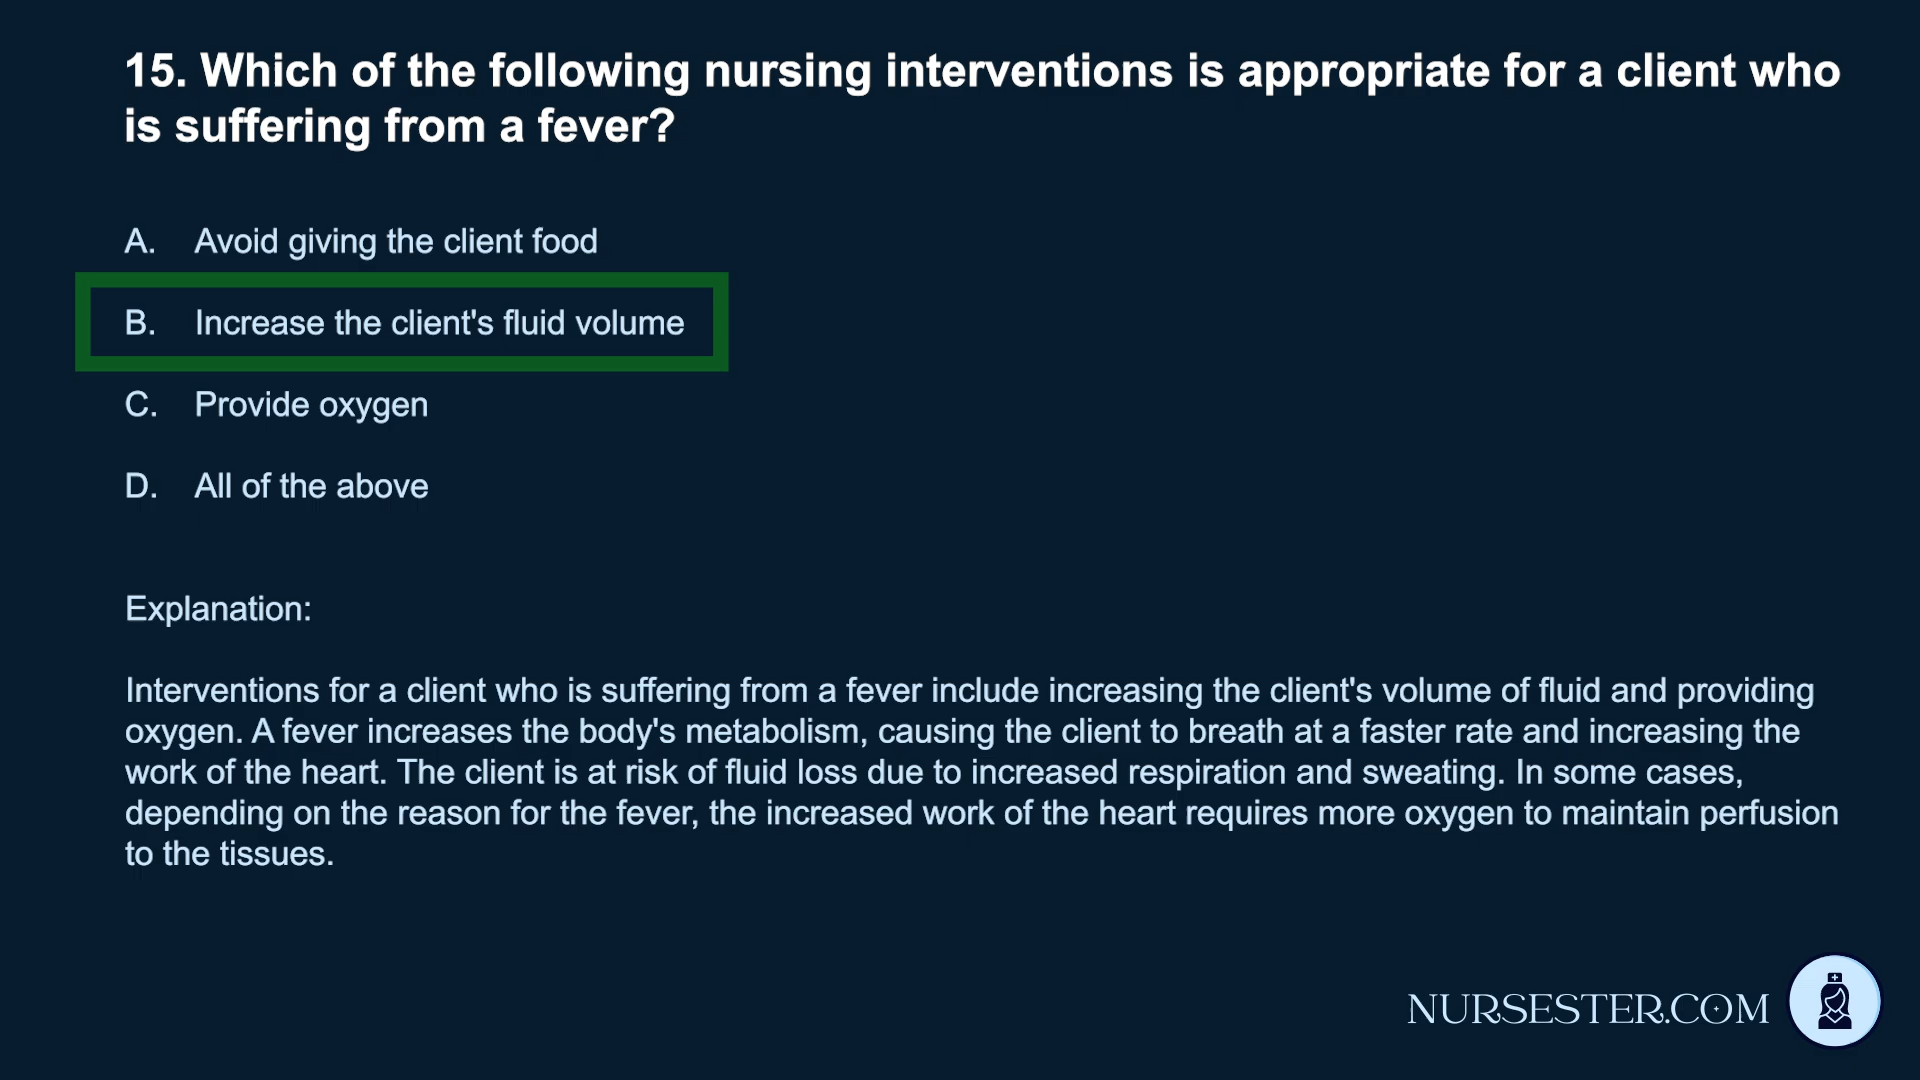 15. Which of the following nursing interventions is appropriate for a client who
is suffering from a fever?
A. Avoid giving the client food
B. Increase the client's fluid volume
C. Provide oxygen
D. All of the above
Explanation:
Interventions for a client who is suffering from a fever include increasing the client's volume of fluid and providing
oxygen. A fever increases the body's metabolism, causing the client to breath at a faster rate and increasing the
work of the heart. The client is at risk of fluid loss due to increased respiration and sweating. In some cases,
depending on the reason for the fever, the increased work of the heart requires more oxygen to maintain perfusion
to the tissues.
NURSESTER.COM